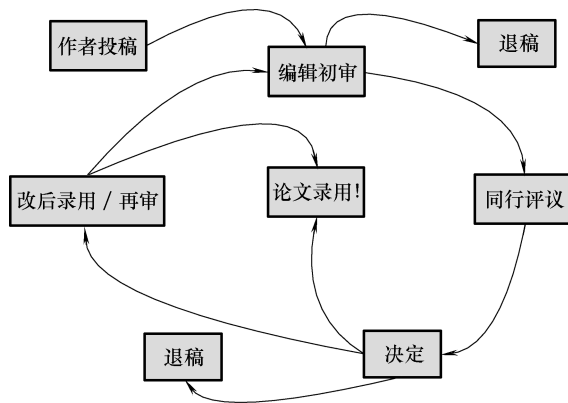 作者投稿
退稿
编辑初审
改后录用 / 再审
论文录用!
同行评议
退稿
决定